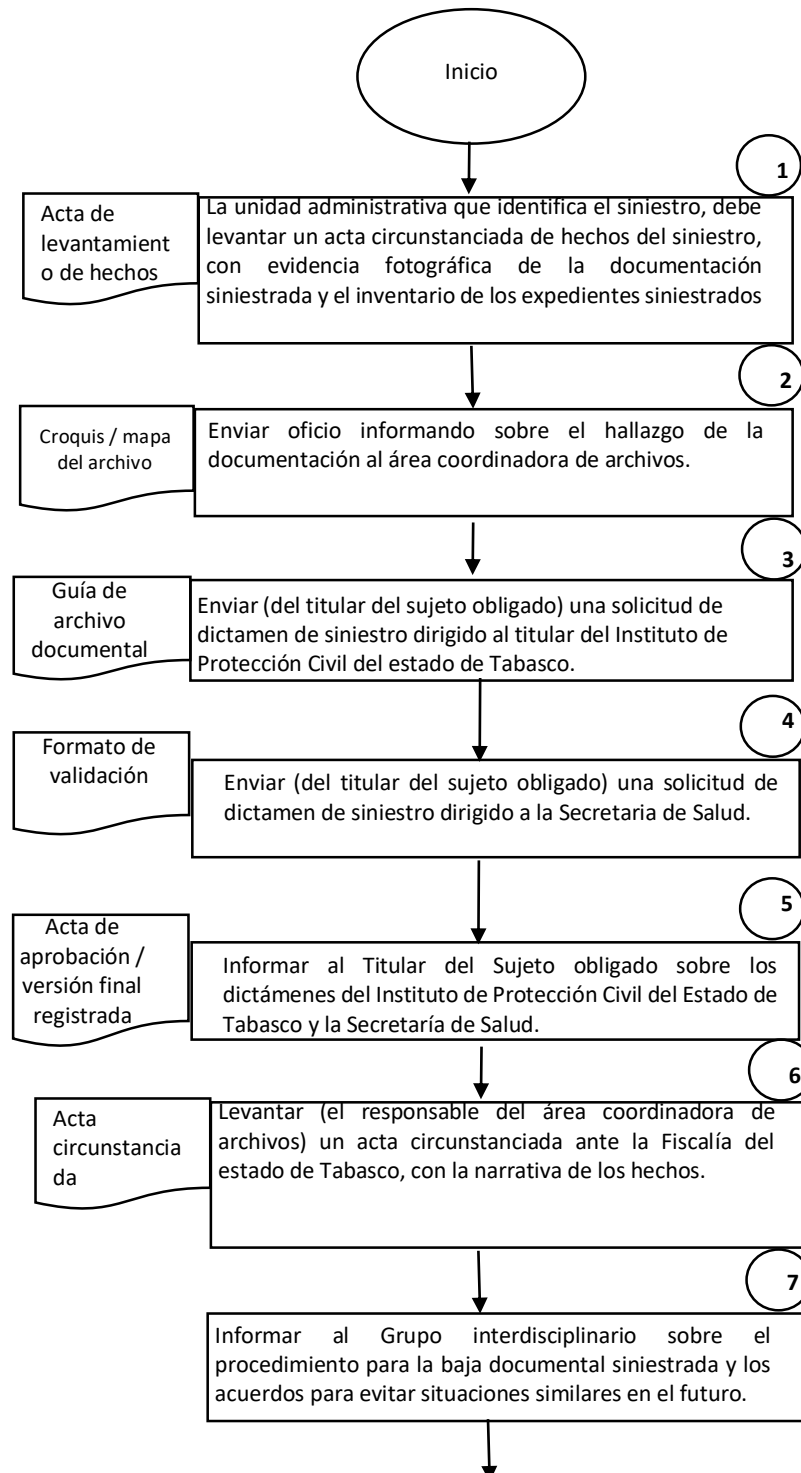 Inicio
1
Acta de
levantamient
o de hechos
La unidad administrativa que identifica el siniestro, debe
levantar un acta circunstanciada de hechos del siniestro,
con evidencia fotográfica de la documentación
siniestrada y el inventario de los expedientes siniestrados
2
Croquis / mapa
del archivo
Enviar oficio informando sobre el hallazgo de la
documentación al área coordinadora de archivos.
3
Guía de
archivo
documental
Enviar (del titular del sujeto obligado) una solicitud de
dictamen de siniestro dirigido al titular del Instituto de
Protección Civil del estado de Tabasco.
4
Formato de
validación
Enviar (del titular del sujeto obligado) una solicitud de
dictamen de siniestro dirigido a la Secretaria de Salud.
5
Acta de
aprobación /
versión final
registrada
Informar al Titular del Sujeto obligado sobre los
dictámenes del Instituto de Protección Civil del Estado de
Tabasco y la Secretaría de Salud.
6
Acta
circunstancia
da
Levantar (el responsable del área coordinadora de
archivos) un acta circunstanciada ante la Fiscalía del
estado de Tabasco, con la narrativa de los hechos.
7
Informar al Grupo interdisciplinario sobre el
procedimiento para la baja documental siniestrada y los
acuerdos para evitar situaciones similares en el futuro.